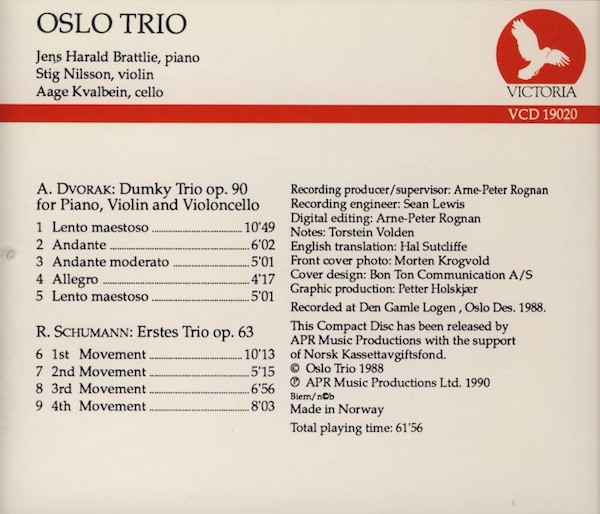 OSLO TRIO
Jens Harald Brattlie, piano
Stig Nilsson, violin
Aage Kvalbein, cello
VICTORIA
VCD 19020
A. DVORAK: Dumky Trio op. 90
for Piano, Violin and Violoncello
1 Lento maestoso 10'49
2 Andante 6'02
3 Andante moderato 5'01
4 Allegro 4'17
5 Lento maestoso 5'01
R. SCHUMANN: Erstes Trio op. 63
6 1st Movement 10'13
7 2nd Movement 5'15
8 3rd Movement 6'56
9 4th Movement 8'03
Recording producer/supervisor: Arne-Peter Rognan
Recording engineer: Sean Lewis
Digital editing: Arne-Peter Rognan
Notes: Torstein Volden
English translation: Hal Sutcliffe
Front cover photo: Morten Krogvold
Cover design: Bon Ton Communication A/S
Graphic production: Petter Holskjær
Recorded at Den Gamle Logen , Oslo Des. 1988.
This Compact Disc has been released by
APR Music Productions with the support
of Norsk Kassettavgiftsfond.
© Oslo Trio 1988
℗ APR Music Productions Ltd. 1990
Biem/n©b
Made in Norway
Total playing time: 61'56